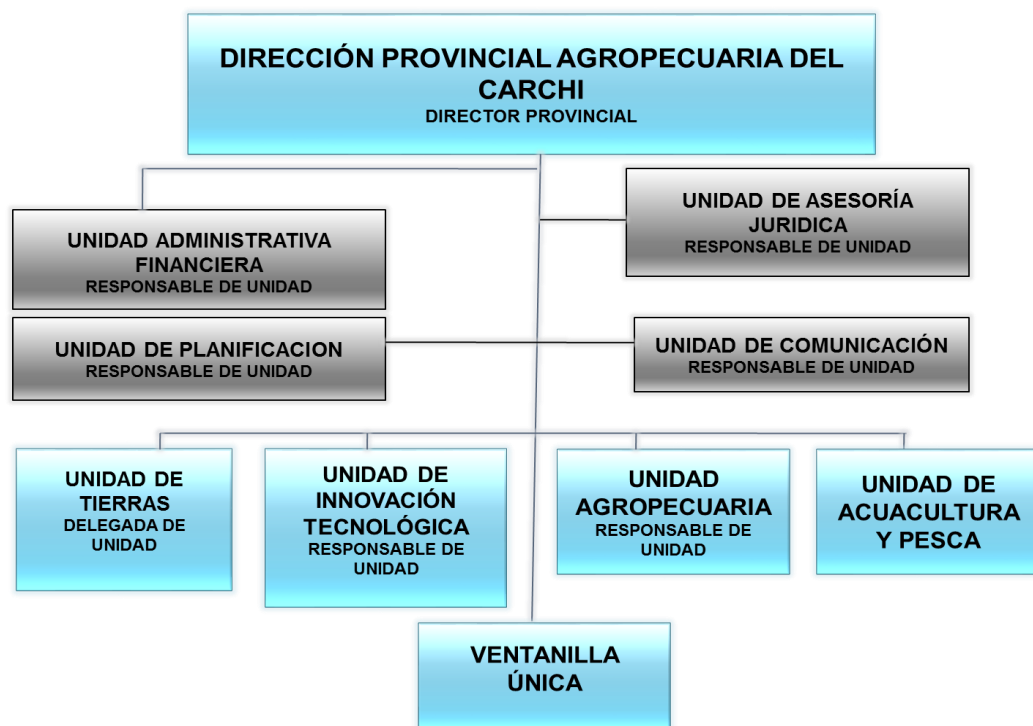 DIRECCIÓN PROVINCIAL AGROPECUARIA DEL
CARCHI
DIRECTOR PROVINCIAL
UNIDAD ADMINISTRATIVA
FINANCIERA
RESPONSABLE DE UNIDAD
UNIDAD DE ASESORÍA
JURIDICA
RESPONSABLE DE UNIDAD
UNIDAD DE PLANIFICACION
RESPONSABLE DE UNIDAD
UNIDAD DE COMUNICACIÓN
RESPONSABLE DE UNIDAD
UNIDAD DE
TIERRAS
DELEGADA DE
UNIDAD
UNIDAD DE
INNOVACIÓN
TECNOLÓGICA
RESPONSABLE DE
UNIDAD
UNIDAD
AGROPECUARIA
RESPONSABLE DE
UNIDAD
UNIDAD DE
ACUACULTURA
Y PESCA
VENTANILLA
ÚNICA